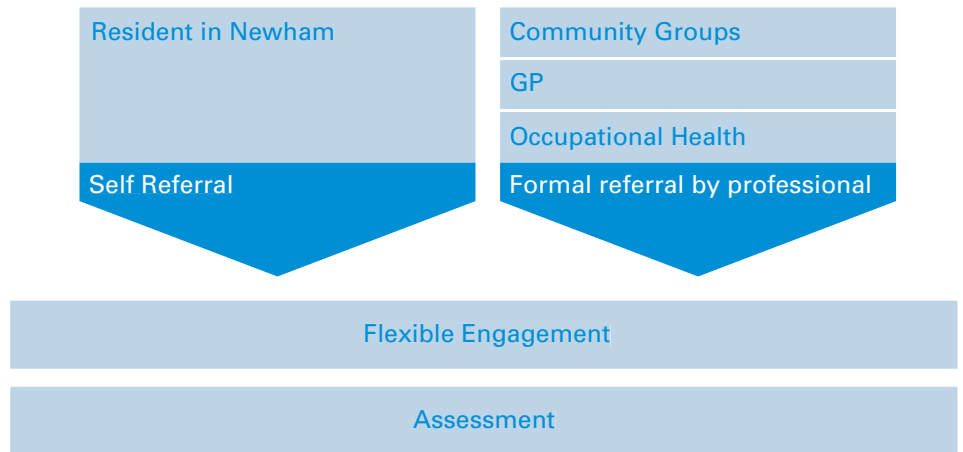 Resident in Newham
Self Referral
Community Groups
GP
Occupational Health
Formal referral by professional
Flexible Engagement
Assessment